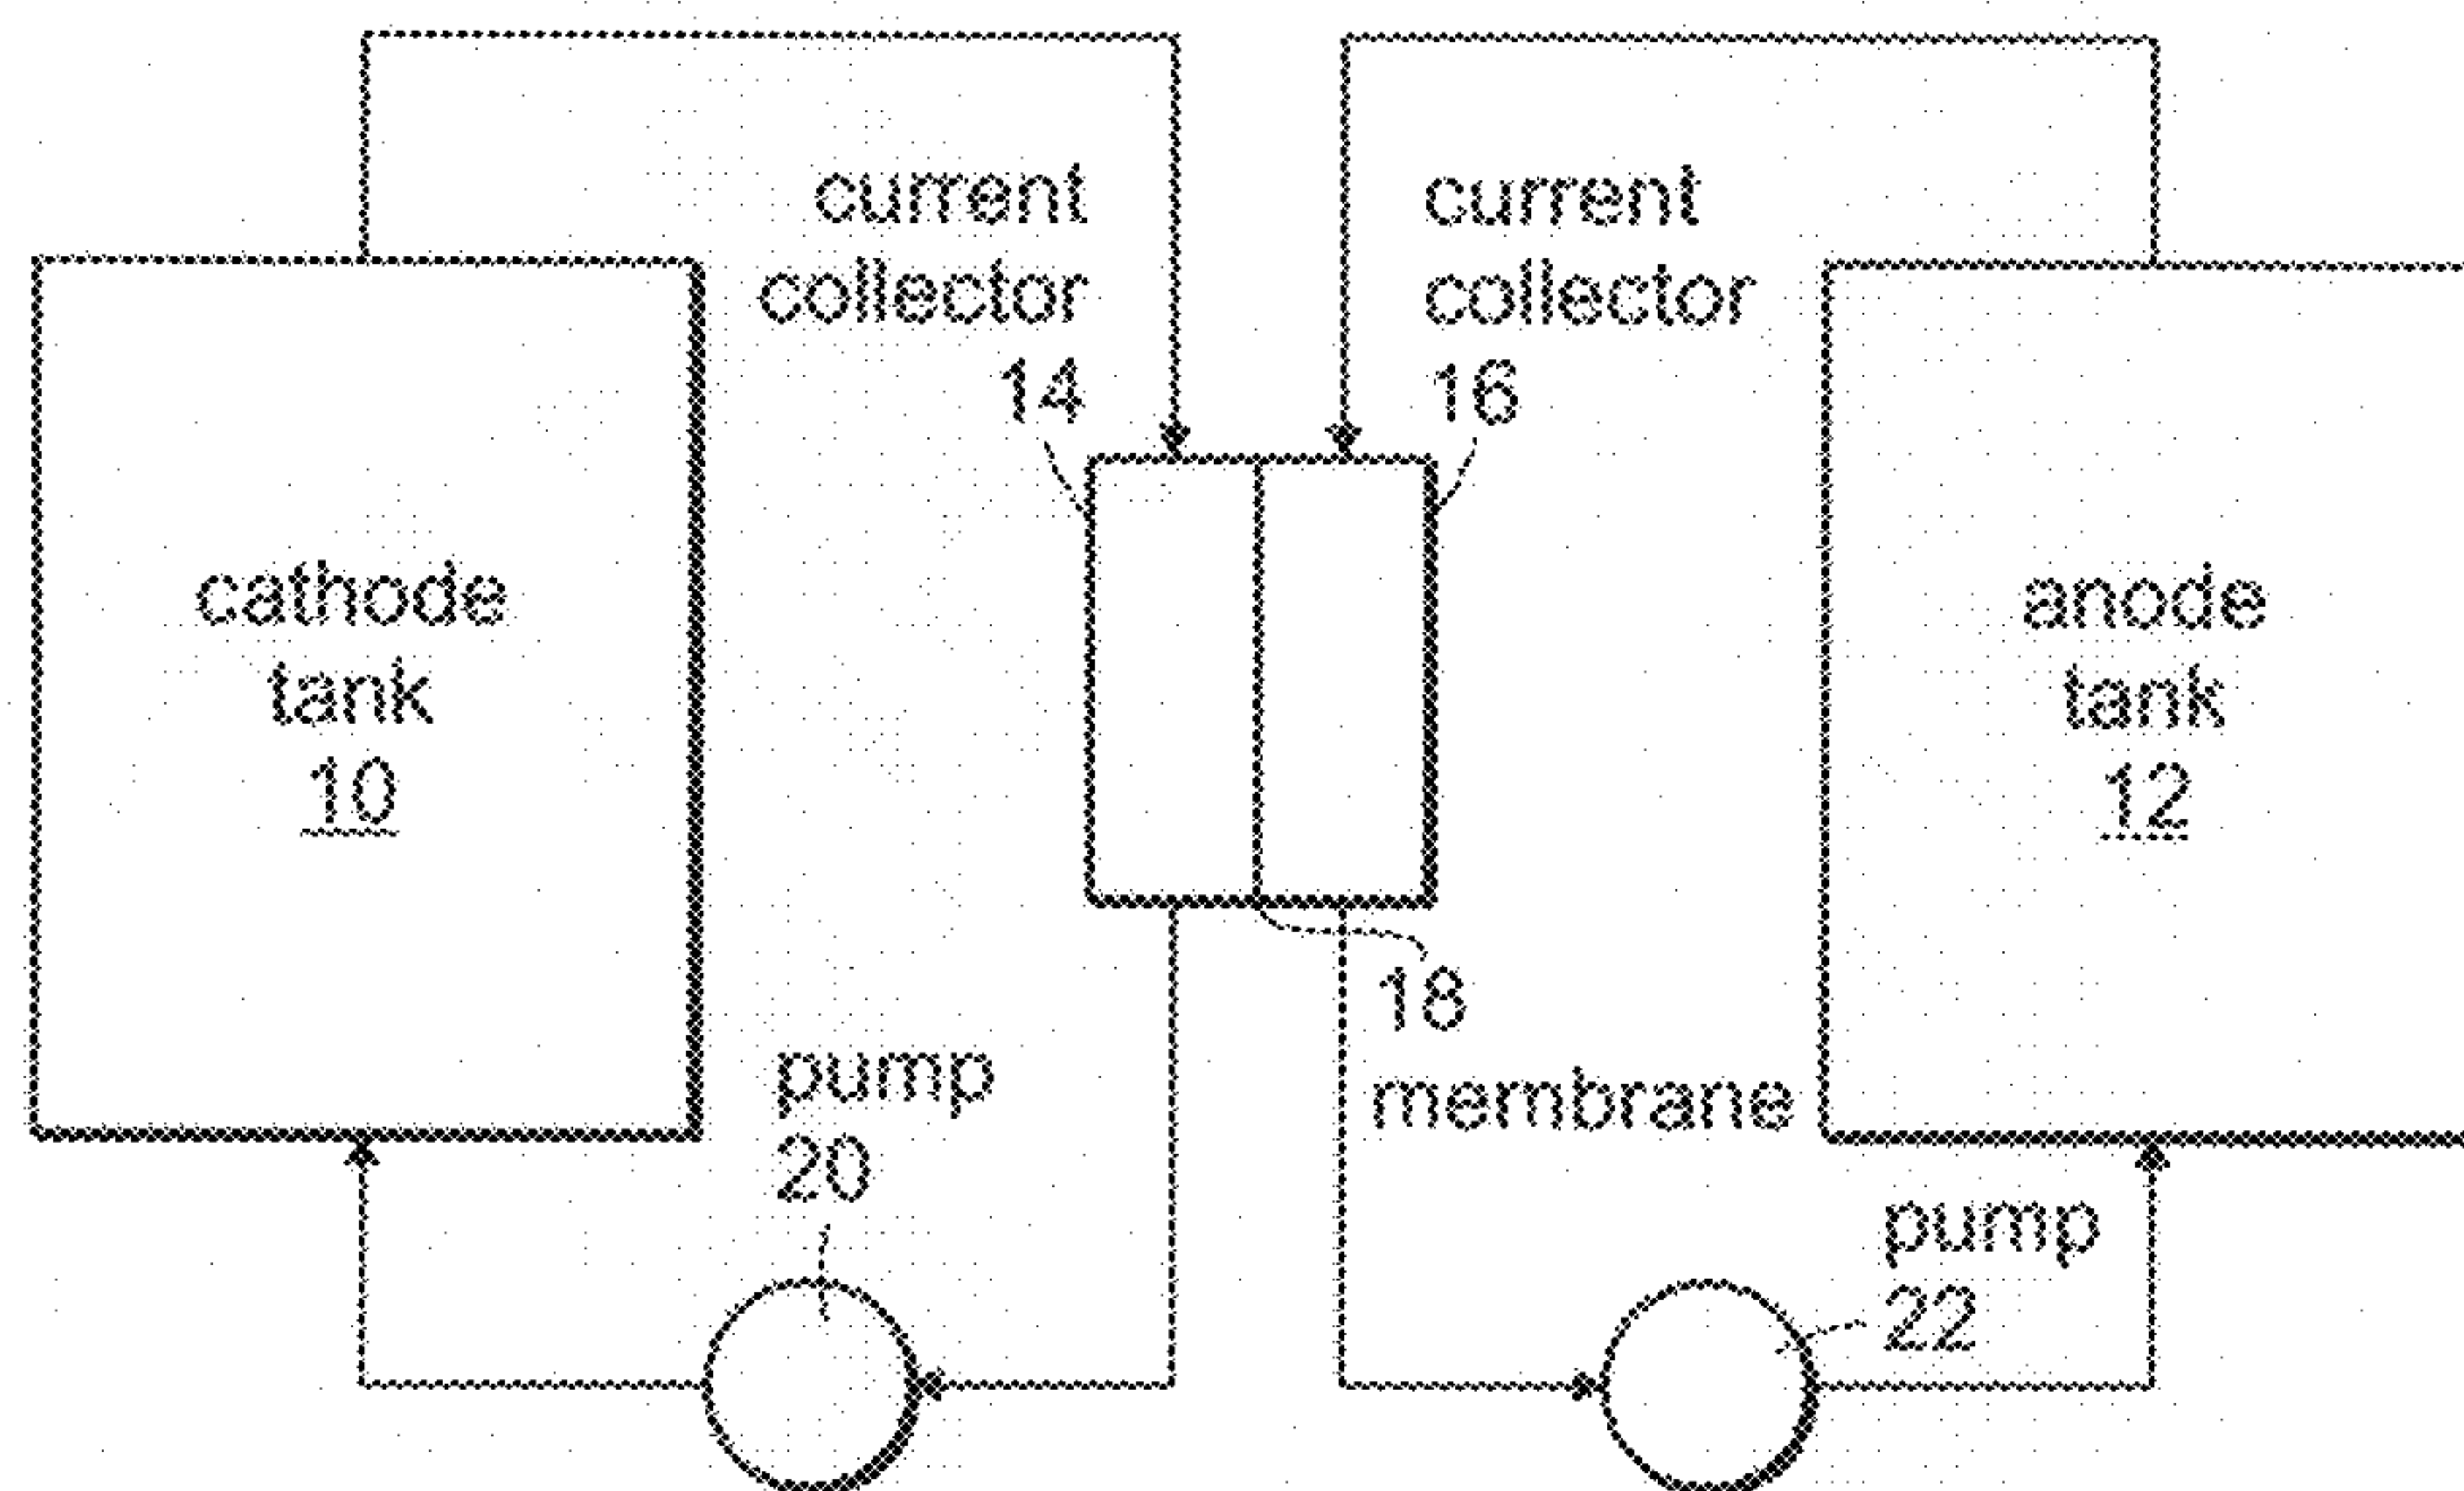 current
collector
14
current
collector
16
cathode
tank
10
anode
tank
12
18
membrane
pump
20
pump
22